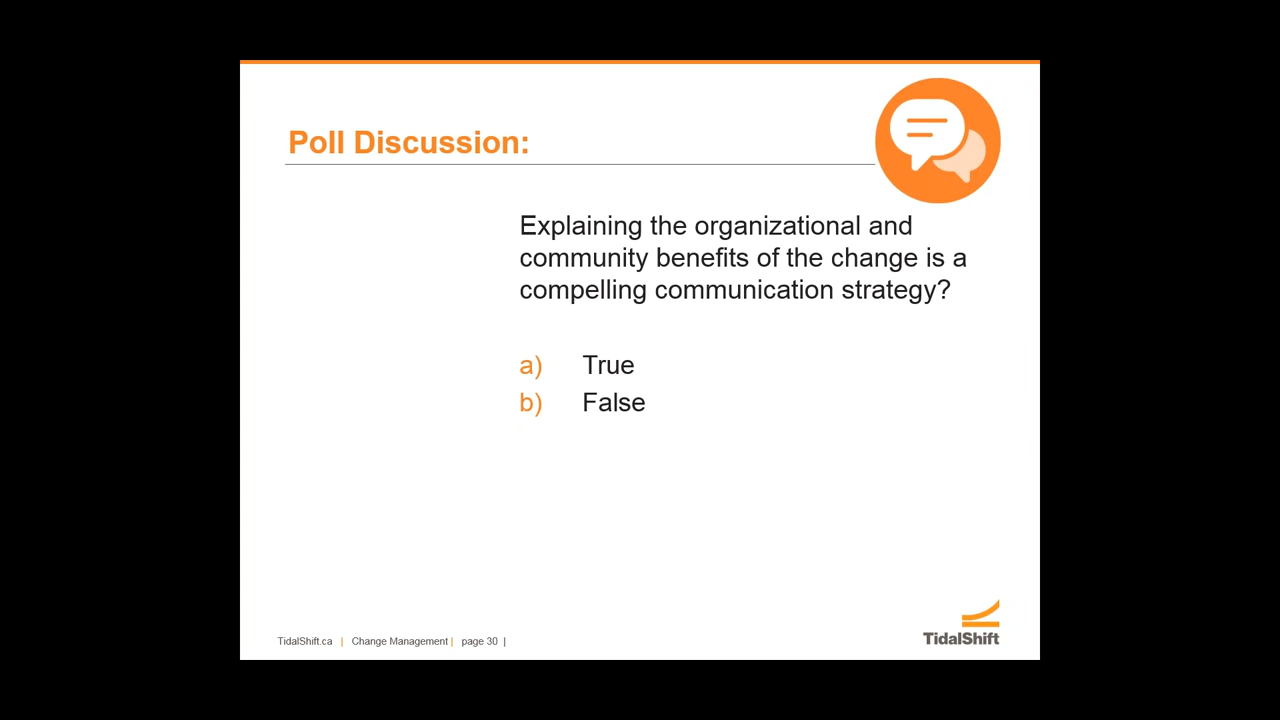 Poll Discussion:
Explaining the organizational and
community benefits of the change is a
compelling communication strategy?
a) True
b) False
TidalShift.ca | Change Management | page 30 |
TidalShift